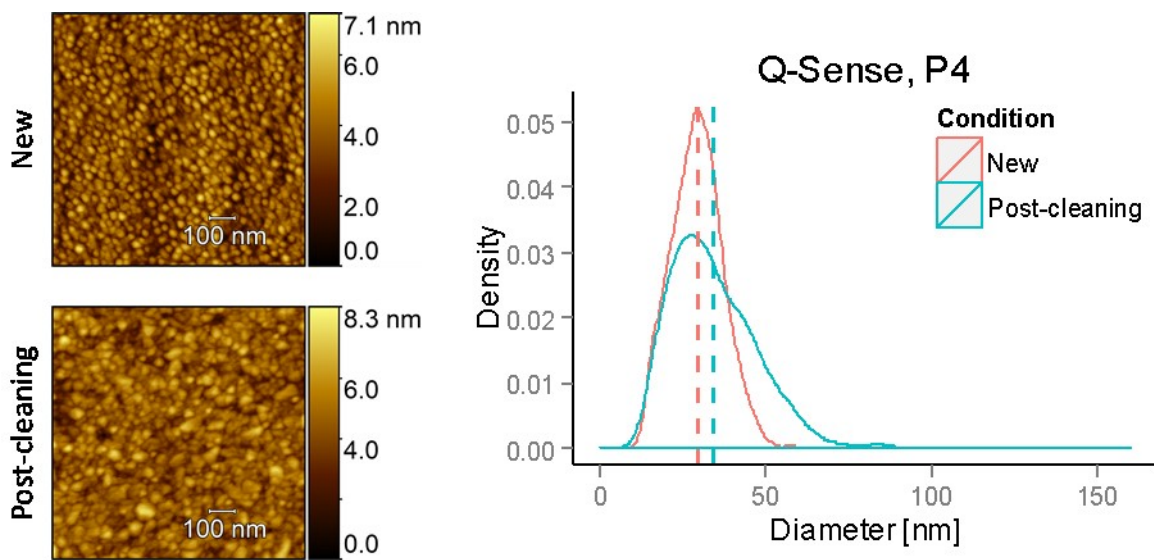 New
7.1 nm
6.0
4.0
2.0
0.0
100 nm
Post-cleaning
8.3 nm
6.0
4.0
0.0
100 nm
Q-Sense, P4
Condition
New
Post-cleaning
Density
0.05
0.04
0.03
0.02
0.01
0.00
0
50
100
150
Diameter [nm]